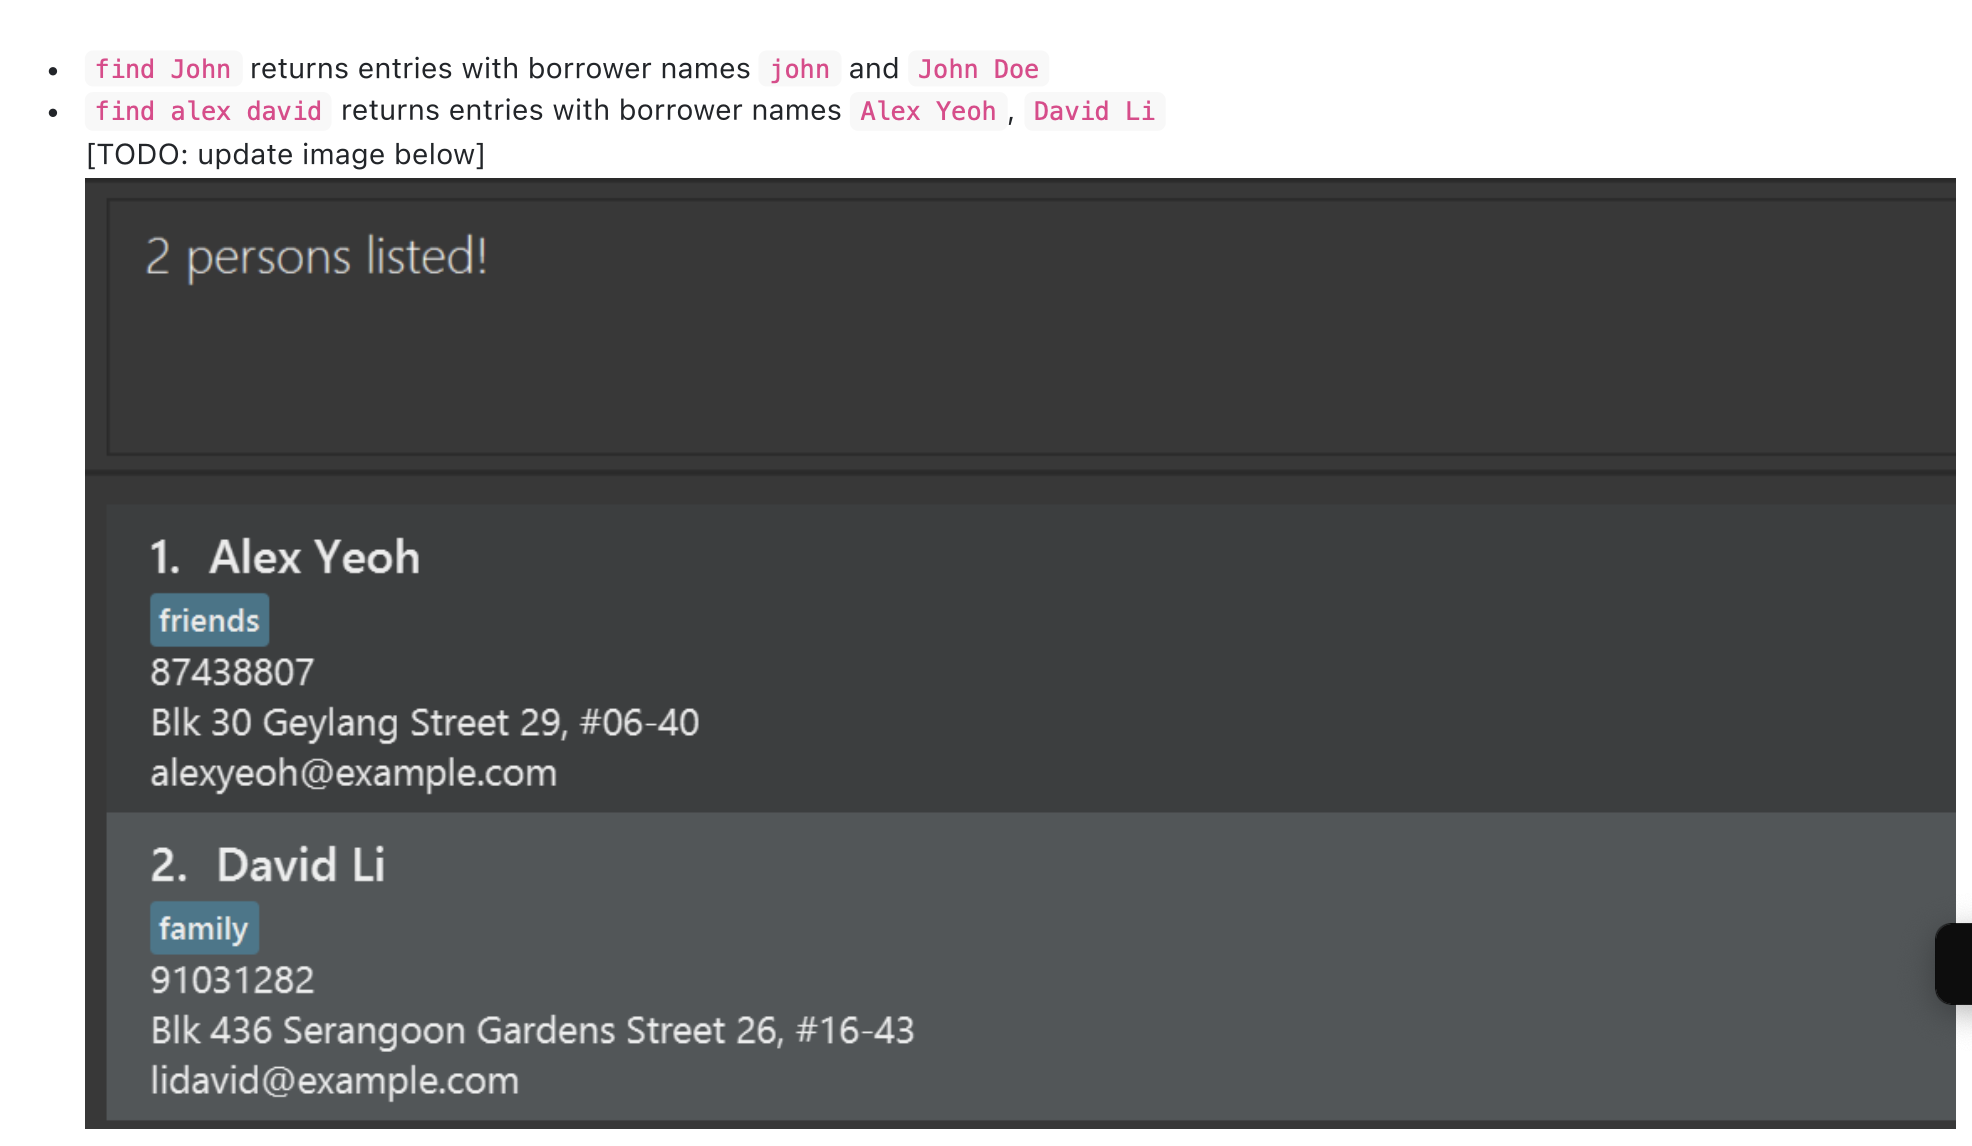 find John returns entries with borrower names john and John Doe
find alex david returns entries with borrower names Alex Yeoh, David Li
[TODO: update image below]
2 persons listed!
1. Alex Yeoh
friends
87438807
Blk 30 Geylang Street 29, #06-40
alexyeoh@example.com
2. David Li
family
91031282
Blk 436 Serangoon Gardens Street 26, #16-43
lidavid@example.com